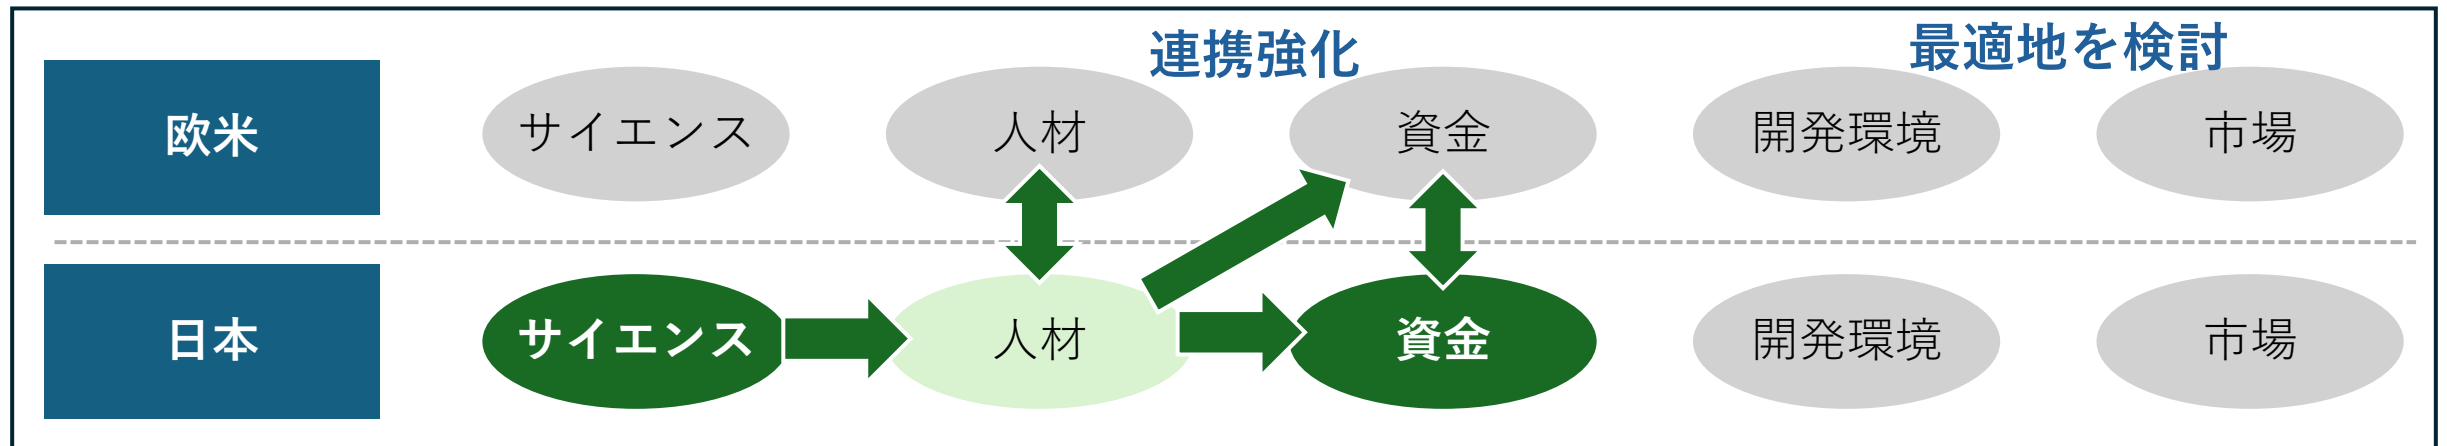 連携強化
最適地を検討
欧米
サイエンス
人材
資金
開発環境
市場
日本
サイエンス
人材
資金
開発環境
市場